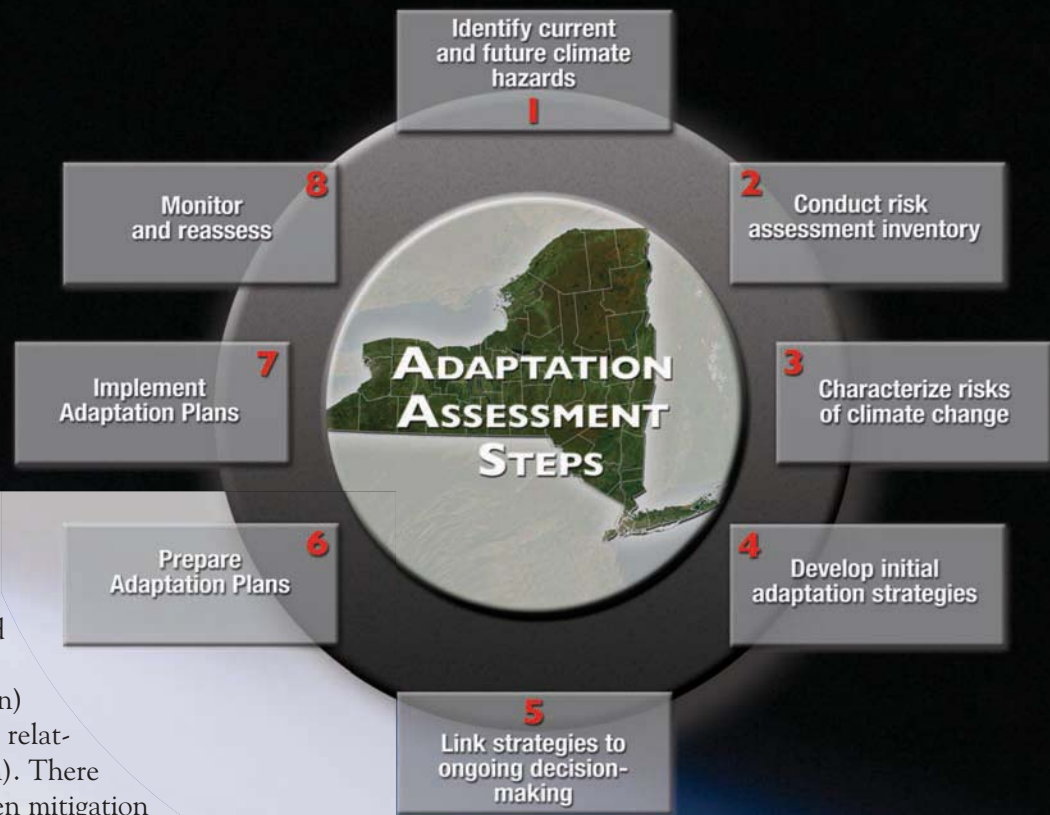 Identify current
and future climate
hazards
1
2
Conduct risk
assessment inventory
3
Characterize risks
of climate change
4
Develop initial
adaptation strategies
5
Link strategies to
ongoing decision-
making
6
Prepare
Adaptation Plans
7
Implement
Adaptation Plans
8
Monitor
and reassess
ADAPTATION
ASSESSMENT
STEPS
relat-
There
mitigation